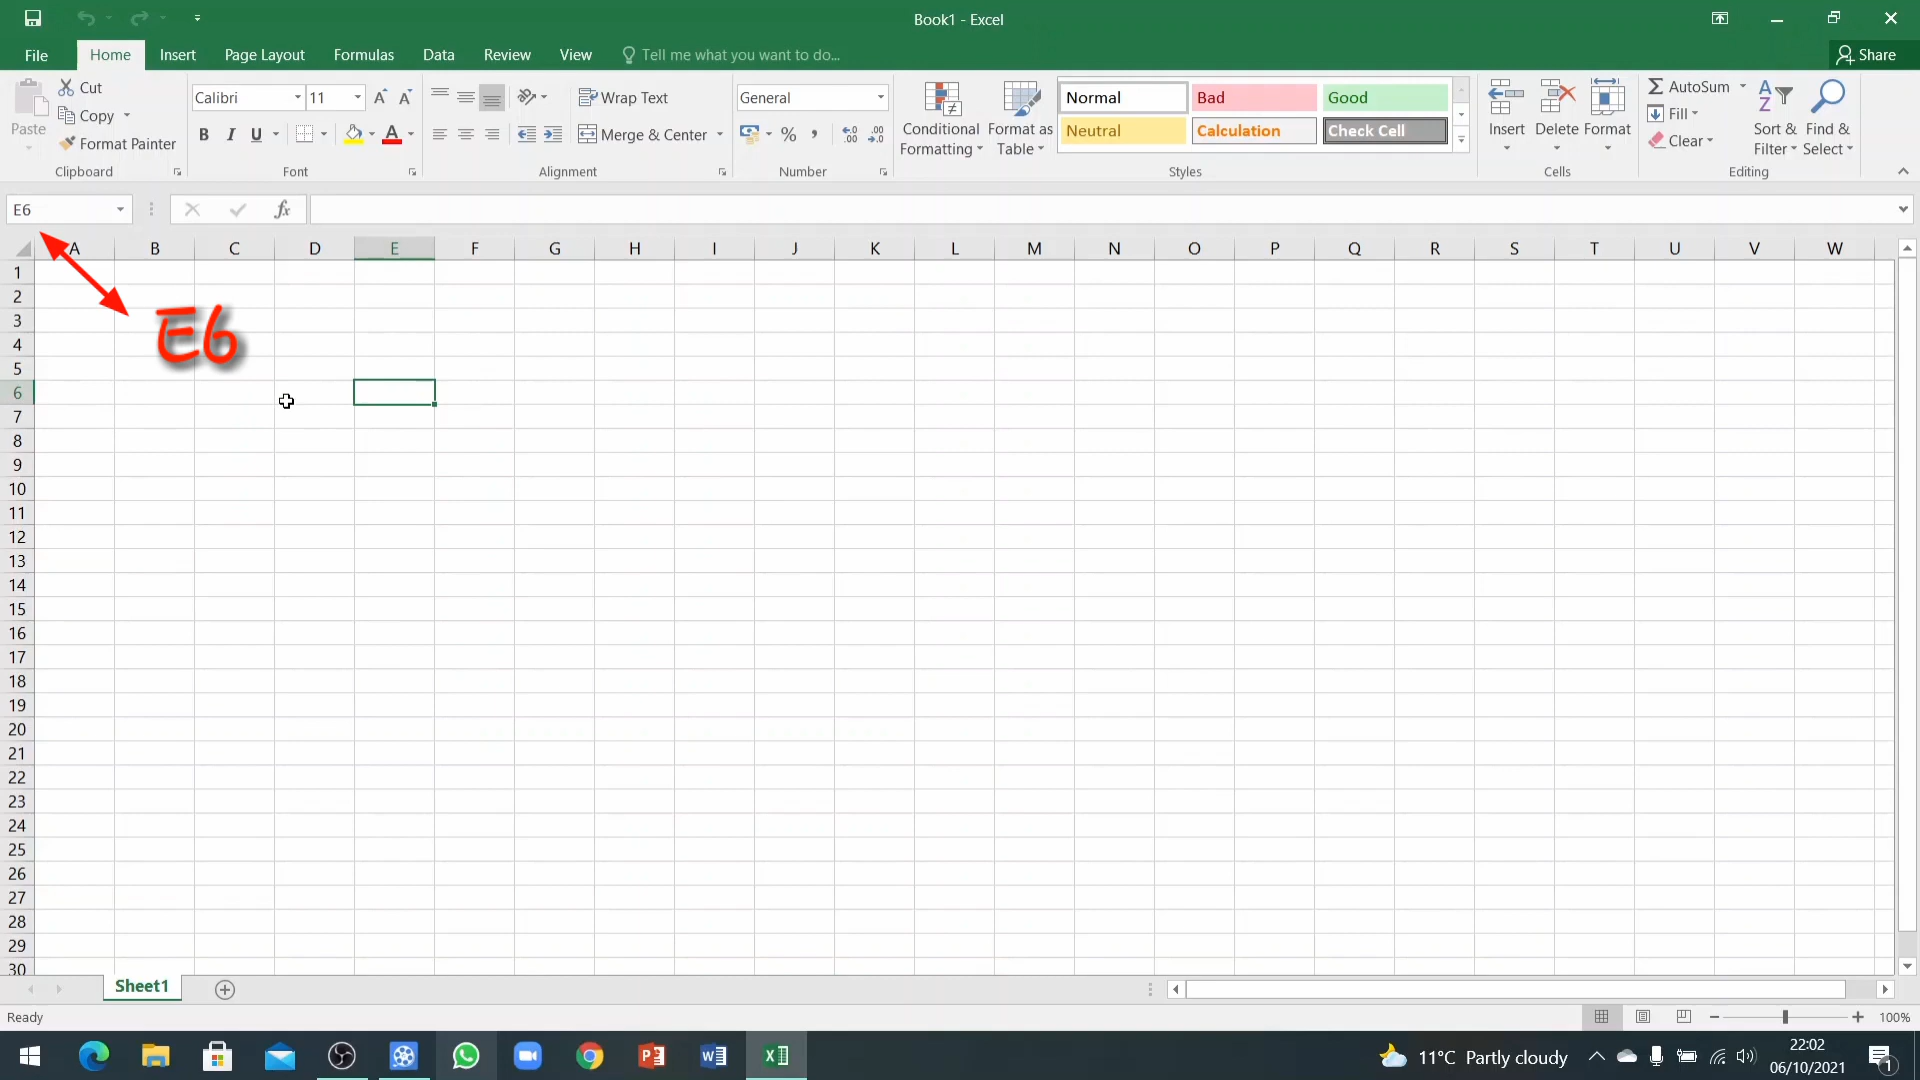 Book1 - Excel
File Home Insert Page Layout Formulas Data Review View Tell me what you want to do... Share
Paste
Cut
Copy
Format Painter
Clipboard
Calibri 11
B I U
Font
Wrap Text
Merge & Center
Alignment
General
Number
Conditional Formatting
Format as Table
Normal Bad Good
Neutral Calculation Check Cell
Styles
Insert Delete Format
Cells
AutoSum
Fill
Clear
Sort & Filter
Find & Select
Editing
E6 fx
A B C D E F G H I J K L M N O P Q R S T U V W
1
2
3
4
5
6
7
8
9
10
11
12
13
14
15
16
17
18
19
20
21
22
23
24
25
26
27
28
29
30
E6
Sheet1
Ready
100%
11°C Partly cloudy
22:02
06/10/2021
1